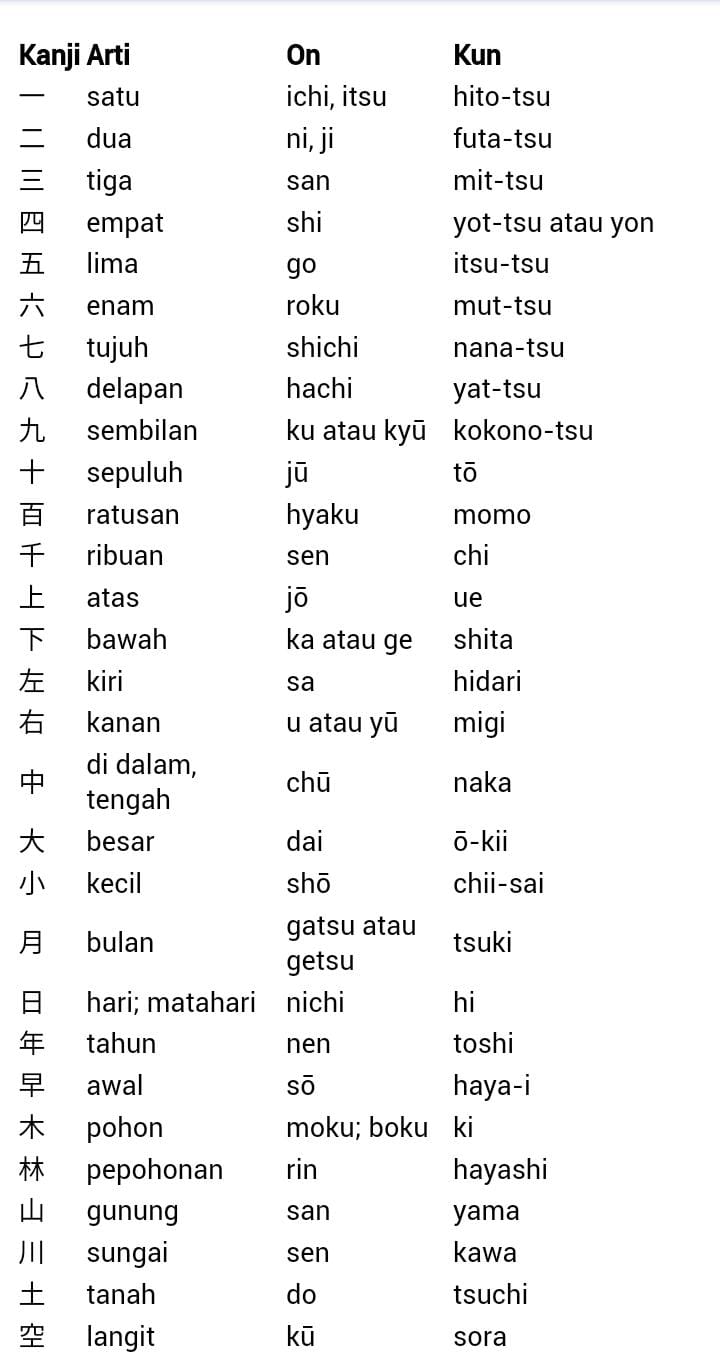 Kanji Arti On Kun
一 satu ichi, itsu hito-tsu
二 dua ni, ji futa-tsu
三 tiga san mit-tsu
四 empat shi yot-tsu atau yon
五 lima go itsu-tsu
六 enam roku mut-tsu
七 tujuh shichi nana-tsu
八 delapan hachi yat-tsu
九 sembilan ku atau kyū kokono-tsu
十 sepuluh jū tō
百 ratusan hyaku momo
千 ribuan sen chi
上 atas jō ue
下 bawah ka atau ge shita
左 kiri sa hidari
右 kanan u atau yū migi
中 di dalam,
tengah chū naka
大 besar dai ō-kii
小 kecil shō chii-sai
月 bulan gatsu atau
getsu tsuki
日 hari; matahari nichi hi
年 tahun nen toshi
早 awal sō haya-i
木 pohon moku; boku ki
林 pepohonan rin hayashi
山 gunung san yama
川 sungai sen kawa
土 tanah do tsuchi
空 langit kū sora